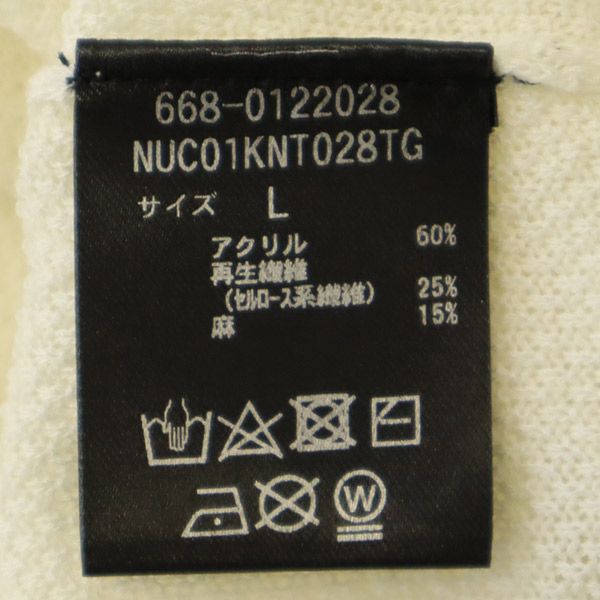 668-0122028
NUC01KNT028TG
サイズ L
アクリル 60%
再生繊維
(セルロース系繊維) 25%
麻 15%
W